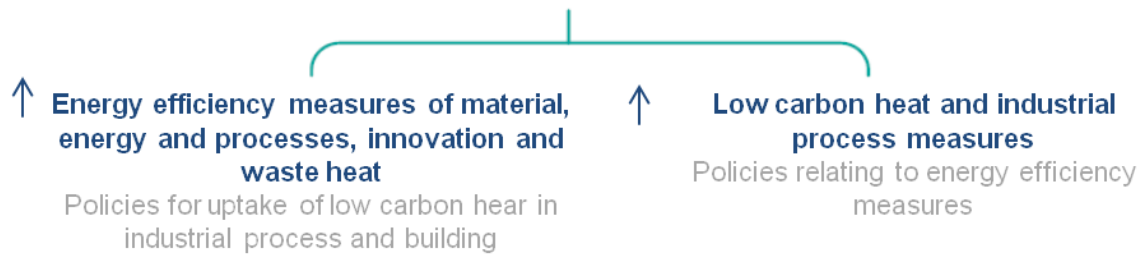 Energy efficiency measures of material,
energy and processes, innovation and
waste heat
Policies for uptake of low carbon hear in
industrial process and building
Low carbon heat and industrial
process measures
Policies relating to energy efficiency
measures